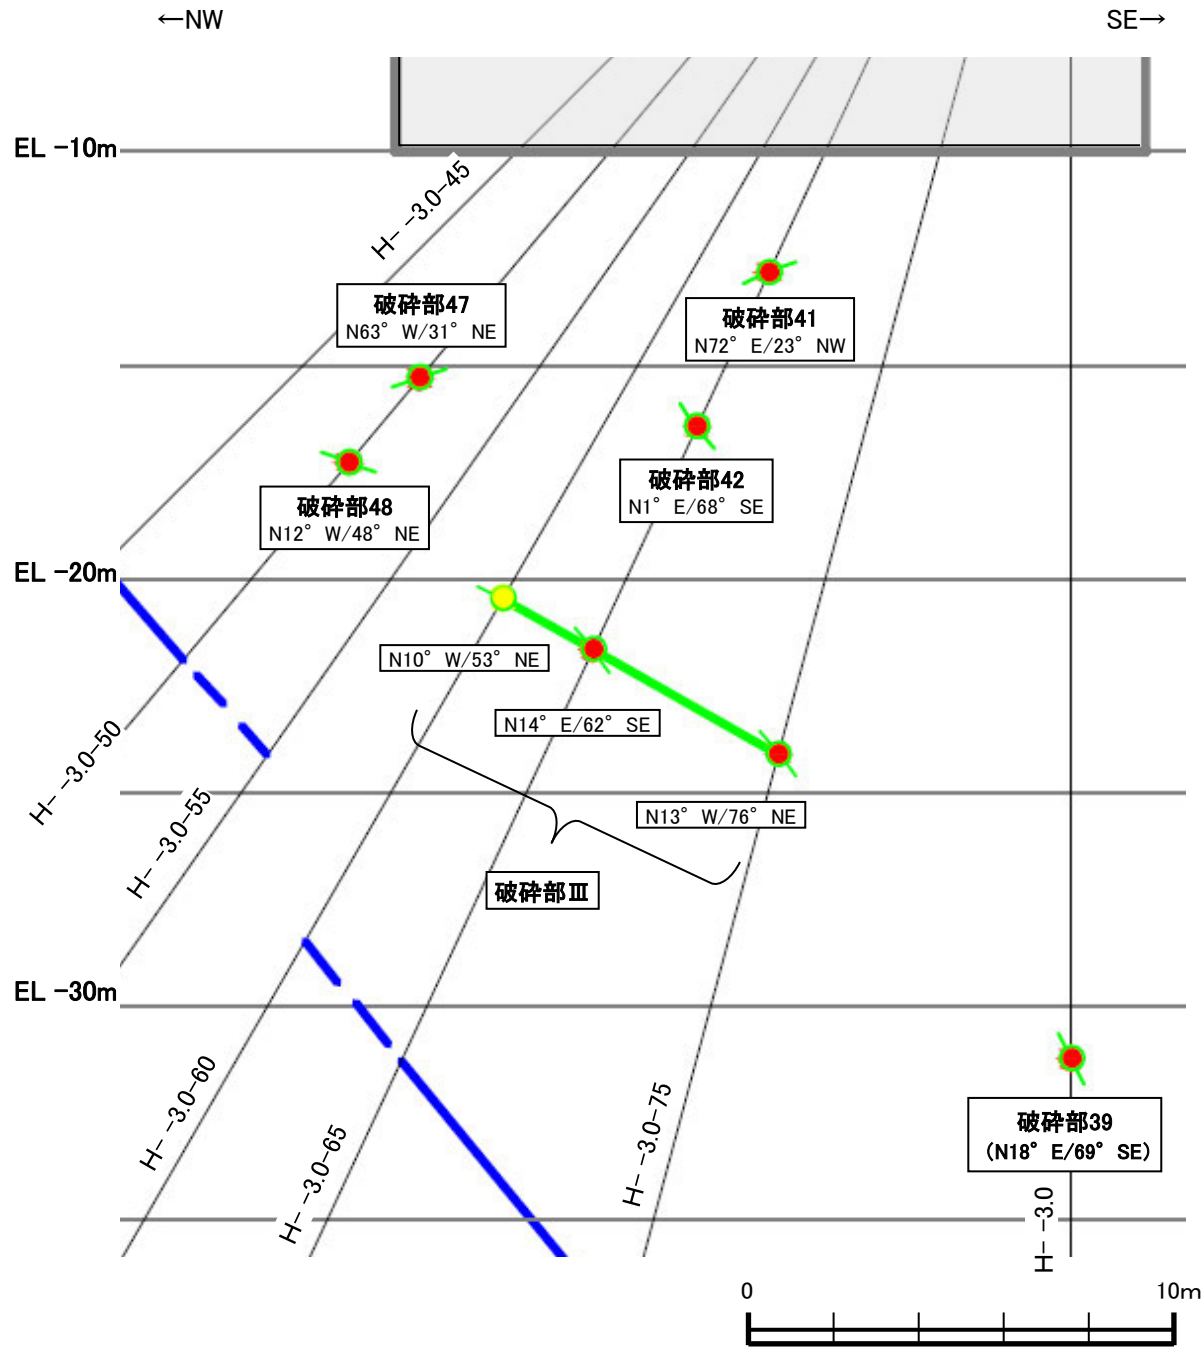 ←NW
SE→
EL -10m
H- -3.0-45
破砕部47
N63° W/31° NE
破砕部41
N72° E/23° NW
破砕部42
N1° E/68° SE
破砕部48
N12° W/48° NE
EL -20m
N10° W/53° NE
N14° E/62° SE
H- -3.0-50
H- -3.0-55
N13° W/76° NE
破砕部Ⅲ
EL -30m
H- -3.0-60
H- -3.0-65
H- -3.0-75
破砕部39
(N18° E/69° SE)
H- -3.0
0
10m